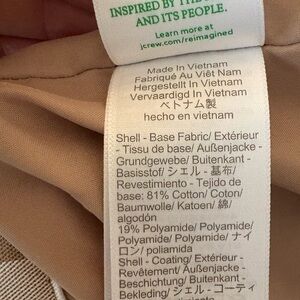 INSPIRED BY
AND ITS PEOPLE.
Learn more at
jcrew.com/reimagined
Made In Vietnam
Fabriqué Au Viêt Nam
Hergestellt In Vietnam
Vervaardigd In Vietnam
ベトナム製
hecho en vietnam
Shell - Base Fabric/ Extérieur
- Tissu de base/ Außenjacke -
Grundgewebe/ Buitenkant -
Basisstof/ シェル - 基布/
Revestimiento - Tejido de
base: 81% Cotton/ Coton/
Baumwolle/ Katoen/ 綿/
algodón
19% Polyamide/ Polyamide/
Polyamide/ Polyamide/ ナイ
ロン/ poliamida
Shell - Coating/ Extérieur -
Revêtement/ Außenjacke -
Beschichtung/ Buitenkant -
Bekleding/ シェル - コーティ